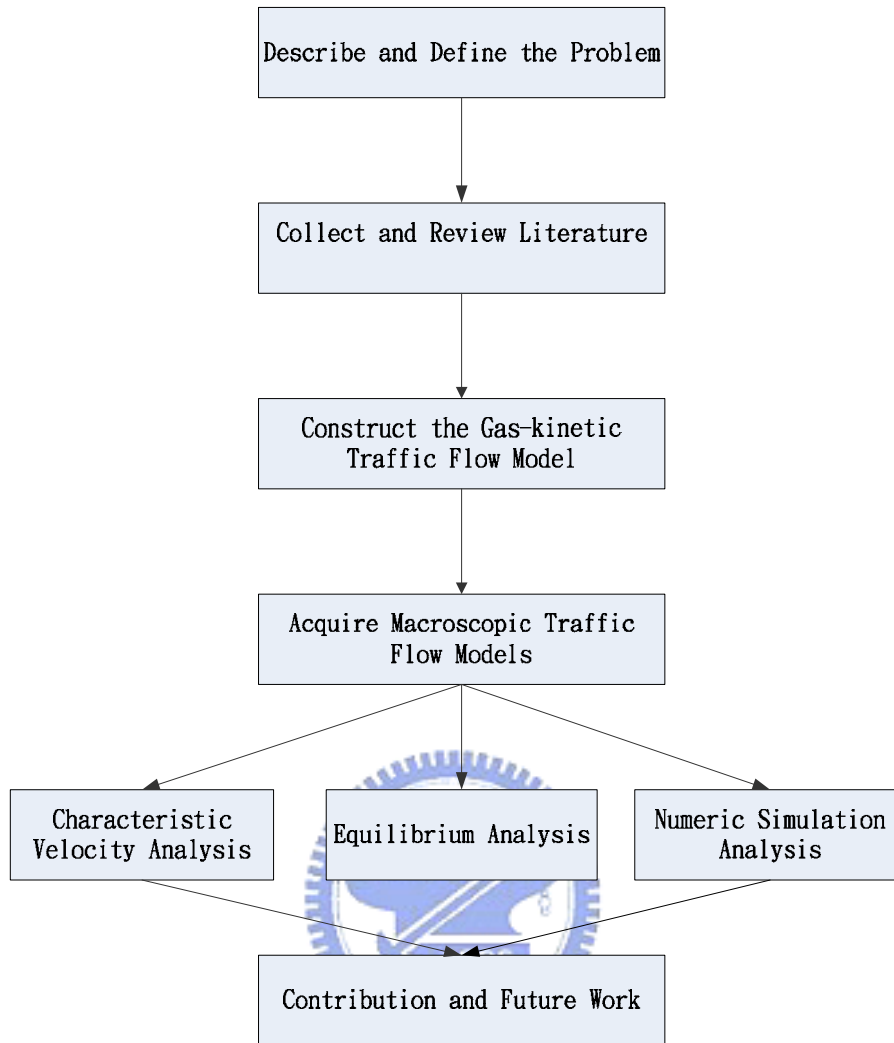 Describe and Define the Problem
Collect and Review Literature
Construct the Gas-kinetic
Traffic Flow Model
Acquire Macroscopic Traffic
Flow Models
Characteristic
Velocity Analysis
Equilibrium Analysis
Numeric Simulation
Analysis
Contribution and Future Work